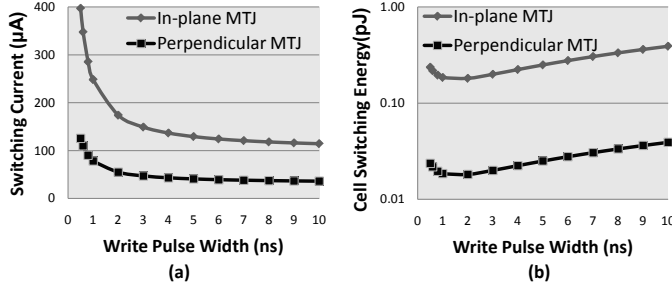 Switching Current (µA)
400
300
200
100
0
In-plane MTJ
Perpendicular MTJ
0 1 2 3 4 5 6 7 8 9 10
Write Pulse Width (ns)
(a)
Cell Switching Energy(pJ)
1.00
0.10
0.01
In-plane MTJ
Perpendicular MTJ
0 1 2 3 4 5 6 7 8 9 10
Write Pulse Width (ns)
(b)